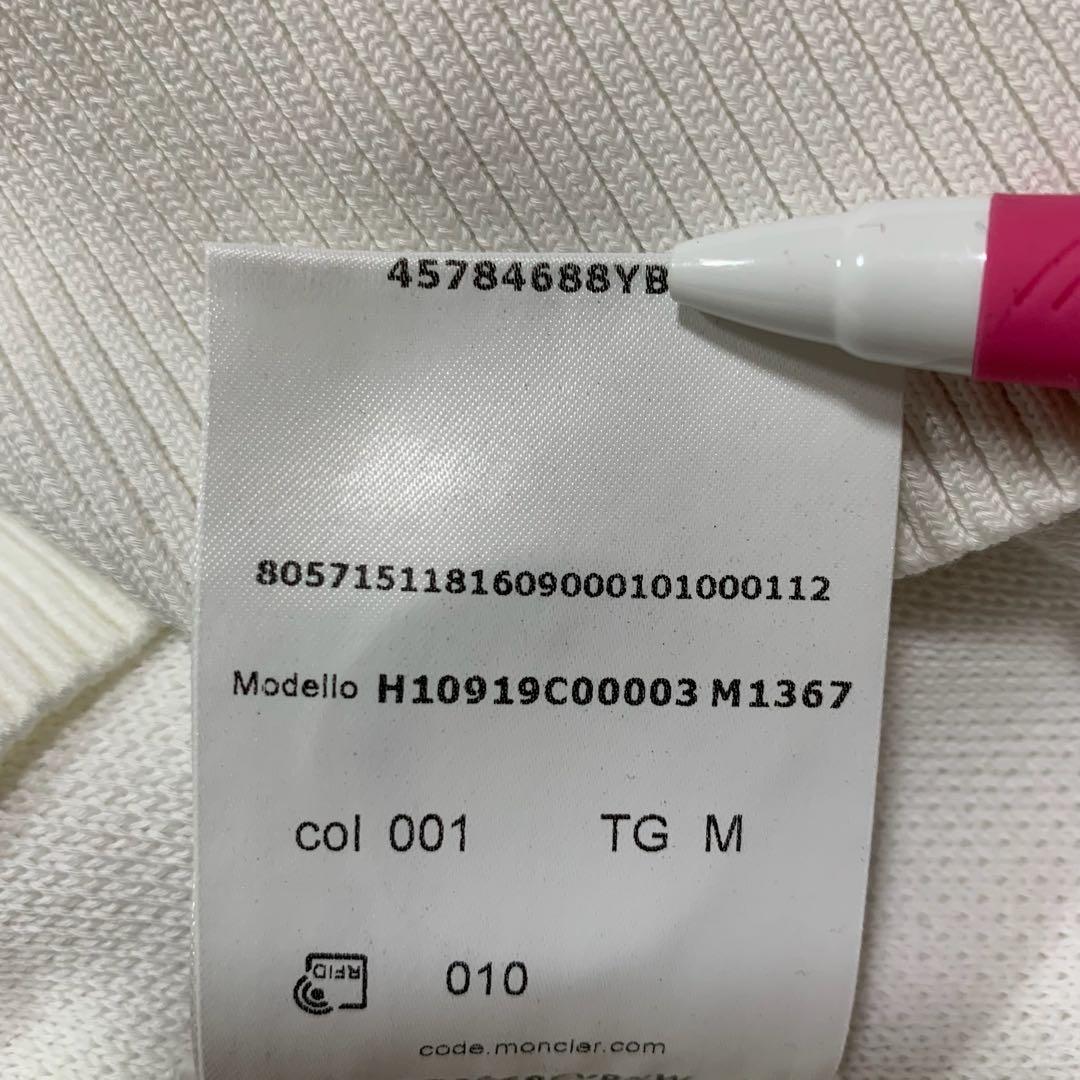 45784688YB
8057151181609000101000112
Modello H10919C00003 M1367
col 001 TG M
RFID 010
code.moncler.com